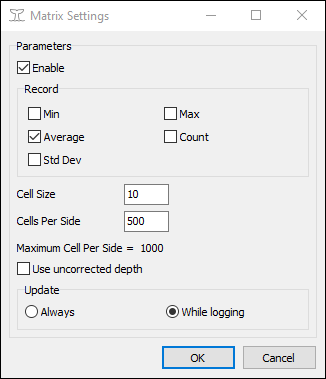 Matrix Settings
Parameters
Enable
Record
Min Max
Average Count
Std Dev
Cell Size 10
Cells Per Side 500
Maximum Cell Per Side = 1000
Use uncorrected depth
Update
Always While logging
OK Cancel